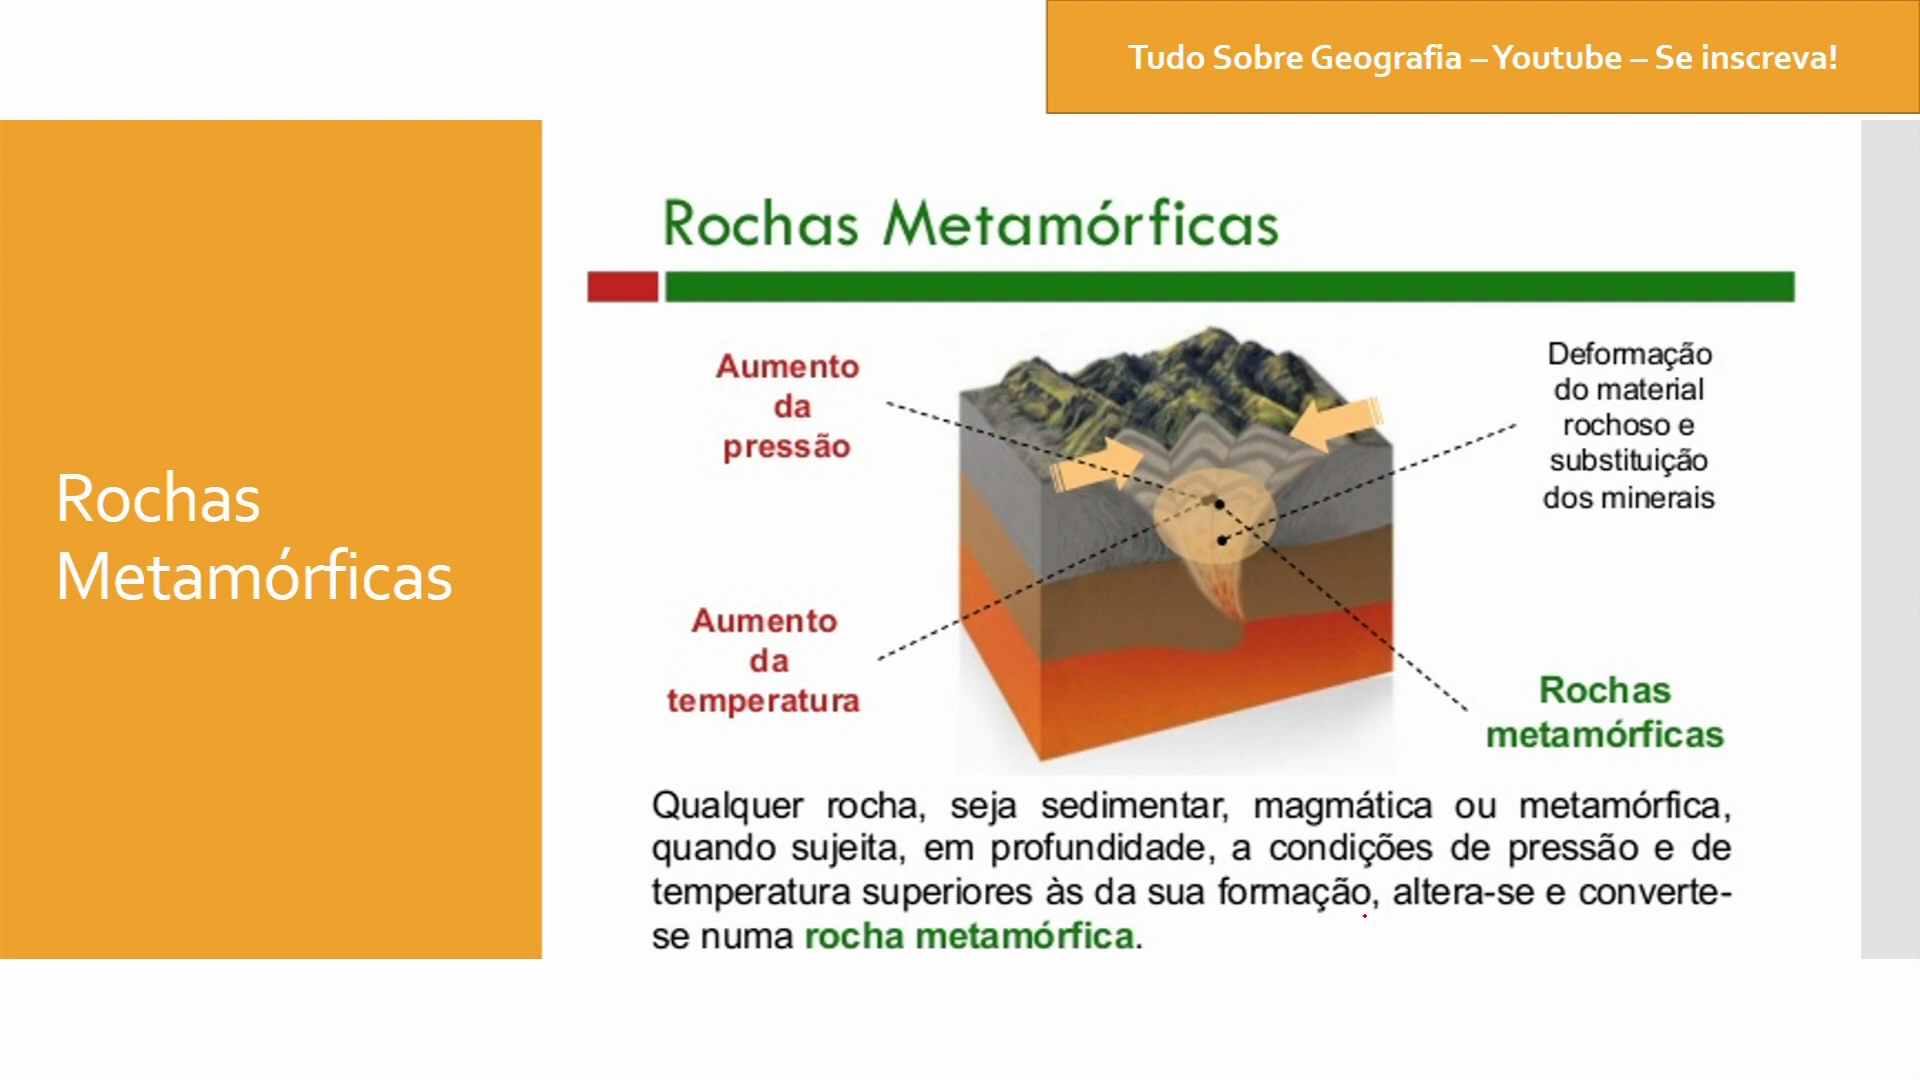 Tudo Sobre Geografia – Youtube – Se inscreva!
Rochas
Metamórficas
Rochas Metamórficas
Aumento
da
pressão
Deformação
do material
rochoso e
substituição
dos minerais
Aumento
da
temperatura
Rochas
metamórficas
Qualquer rocha, seja sedimentar, magmática ou metamórfica,
quando sujeita, em profundidade, a condições de pressão e de
temperatura superiores às da sua formação, altera-se e converte-
se numa rocha metamórfica.